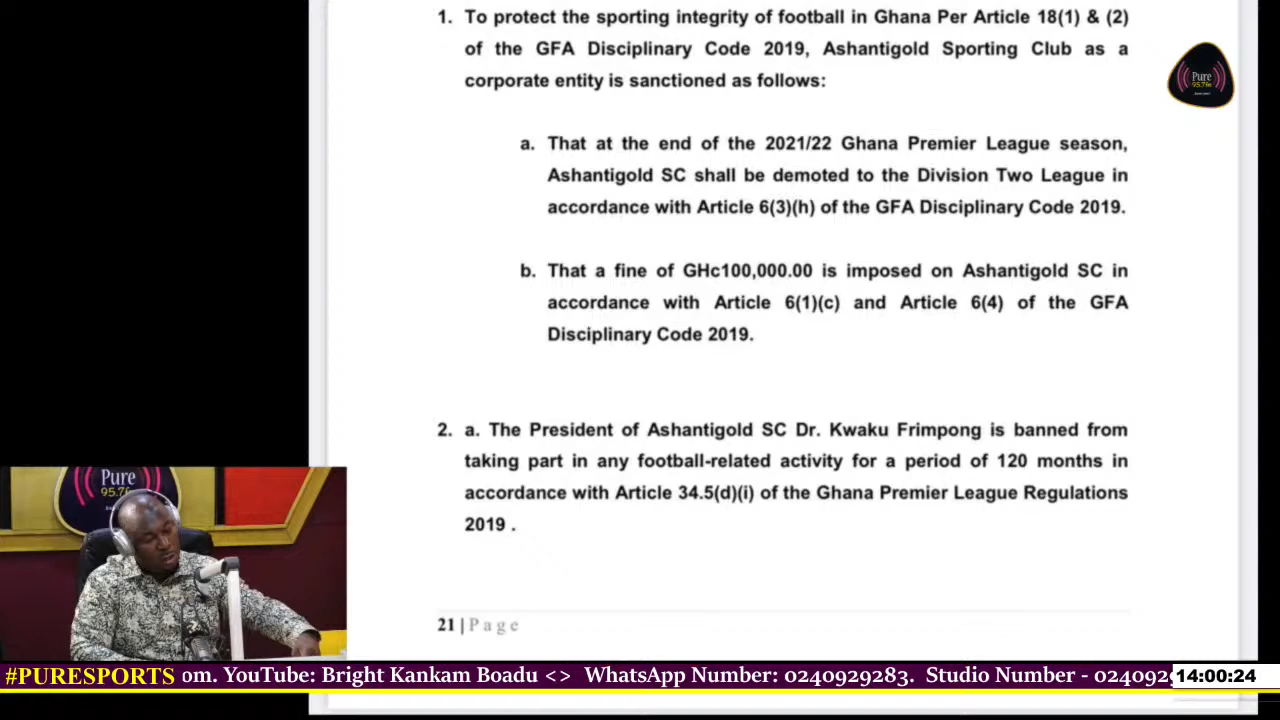 1. To protect the sporting integrity of football in Ghana Per Article 18(1) & (2)
of the GFA Disciplinary Code 2019, Ashantigold Sporting Club as a
corporate entity is sanctioned as follows:
a. That at the end of the 2021/22 Ghana Premier League season,
Ashantigold SC shall be demoted to the Division Two League in
accordance with Article 6(3)(h) of the GFA Disciplinary Code 2019.
b. That a fine of GHc100,000.00 is imposed on Ashantigold SC in
accordance with Article 6(1)(c) and Article 6(4) of the GFA
Disciplinary Code 2019.
2. a. The President of Ashantigold SC Dr. Kwaku Frimpong is banned from
taking part in any football-related activity for a period of 120 months in
accordance with Article 34.5(d)(i) of the Ghana Premier League Regulations
2019 .
21 | Page
Pure
95.7fm
Pure
95.7f
#PURESPORTS om. YouTube: Bright Kankam Boadu <> WhatsApp Number: 0240929283. Studio Number - 024092 14:00:24